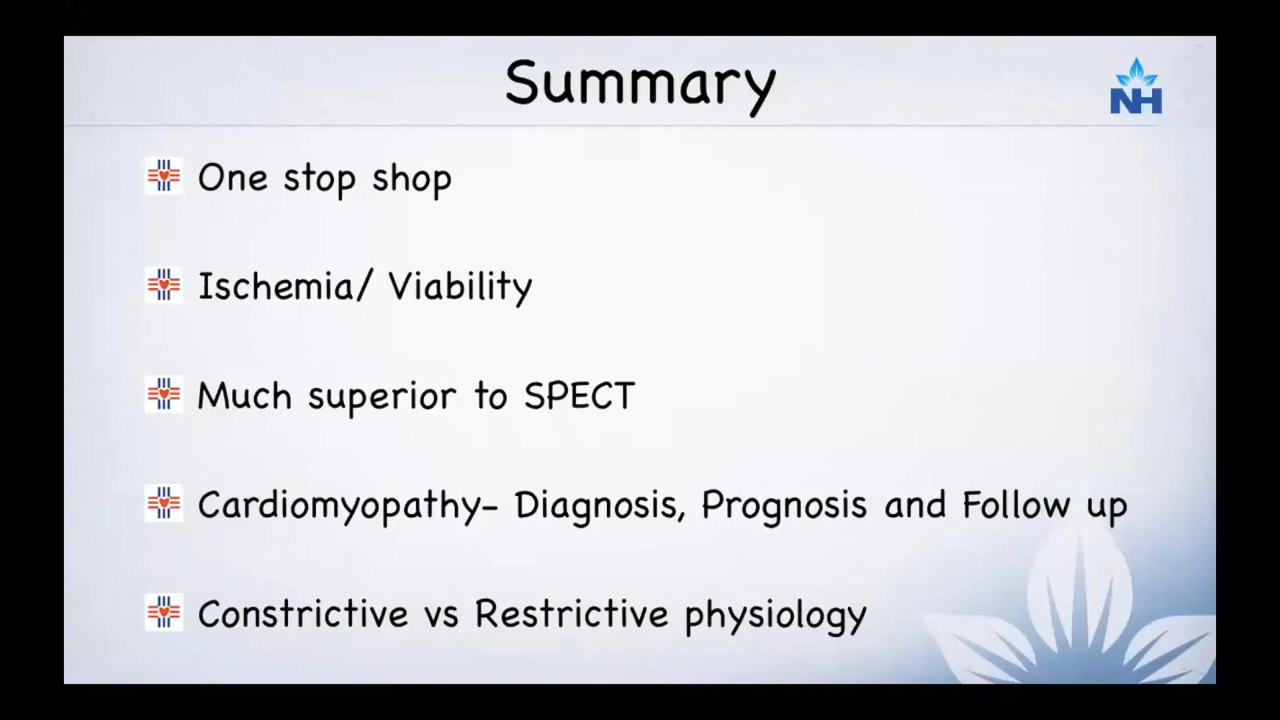 Summary
NH
One stop shop
Ischemia/ Viability
Much superior to SPECT
Cardiomyopathy- Diagnosis, Prognosis and Follow up
Constrictive vs Restrictive physiology